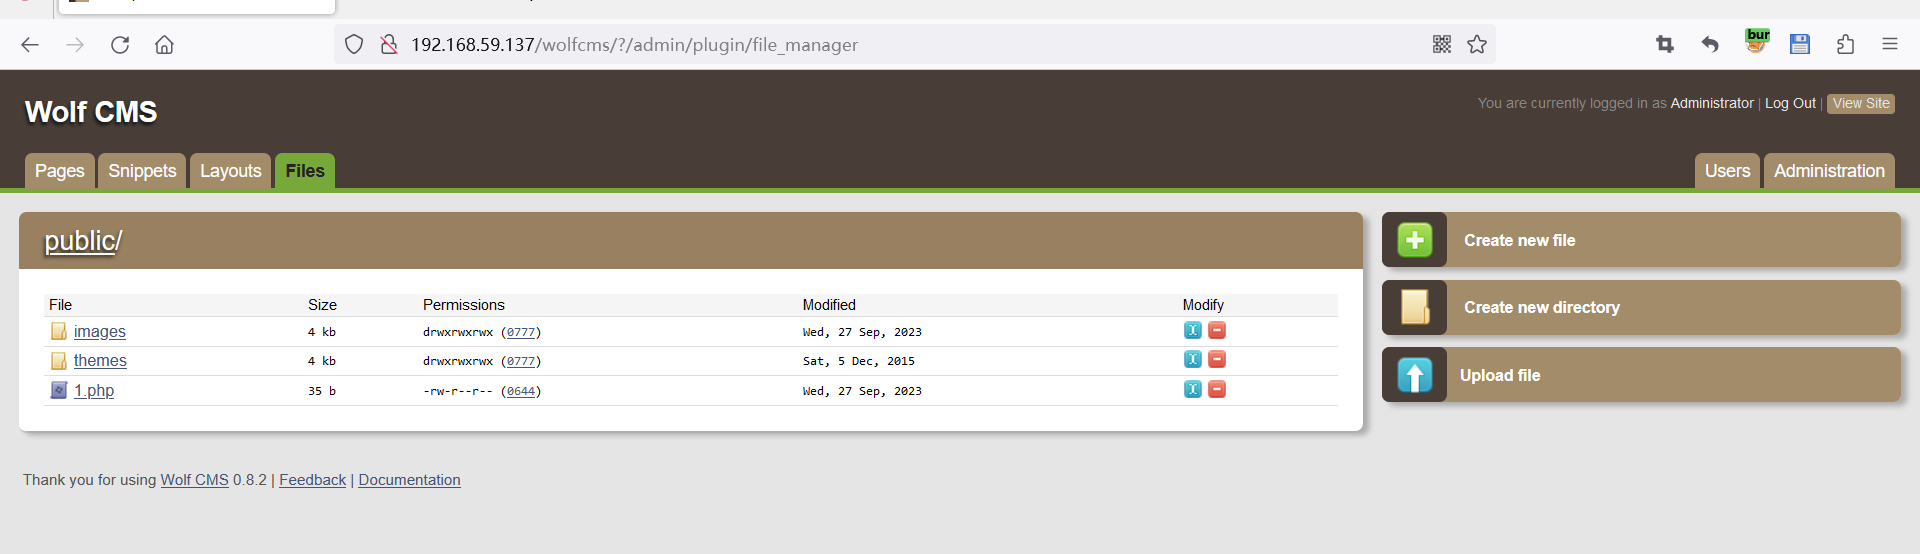 192.168.59.137/wolfcms/?/admin/plugin/file_manager
bur
Wolf CMS
You are currently logged in as Administrator | Log Out | View Site
Pages Snippets Layouts Files Users Administration
public/
File Size Permissions Modified Modify
images 4 kb drwxrwxrwx (0777) Wed, 27 Sep, 2023
themes 4 kb drwxrwxrwx (0777) Sat, 5 Dec, 2015
1.php 35 b -rw-r--r-- (0644) Wed, 27 Sep, 2023
Create new file
Create new directory
Upload file
Thank you for using Wolf CMS 0.8.2 | Feedback | Documentation